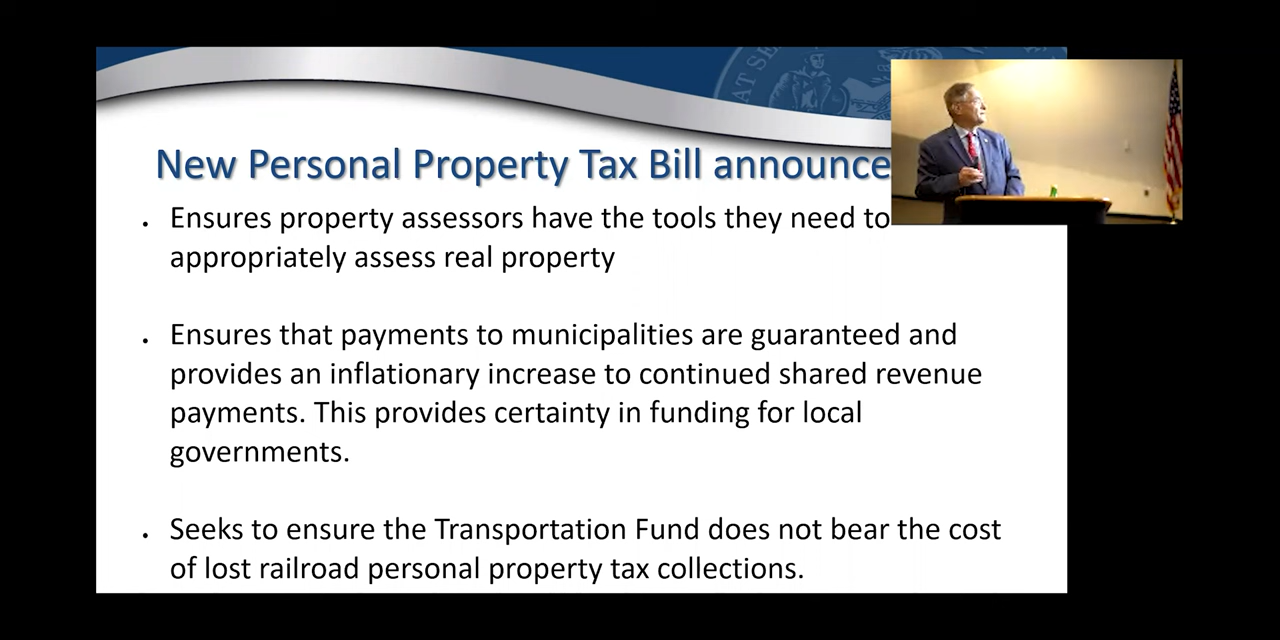 AT SE
New Personal Property Tax Bill announce
. Ensures property assessors have the tools they need to
appropriately assess real property
. Ensures that payments to municipalities are guaranteed and
provides an inflationary increase to continued shared revenue
payments. This provides certainty in funding for local
governments.
. Seeks to ensure the Transportation Fund does not bear the cost
of lost railroad personal property tax collections.